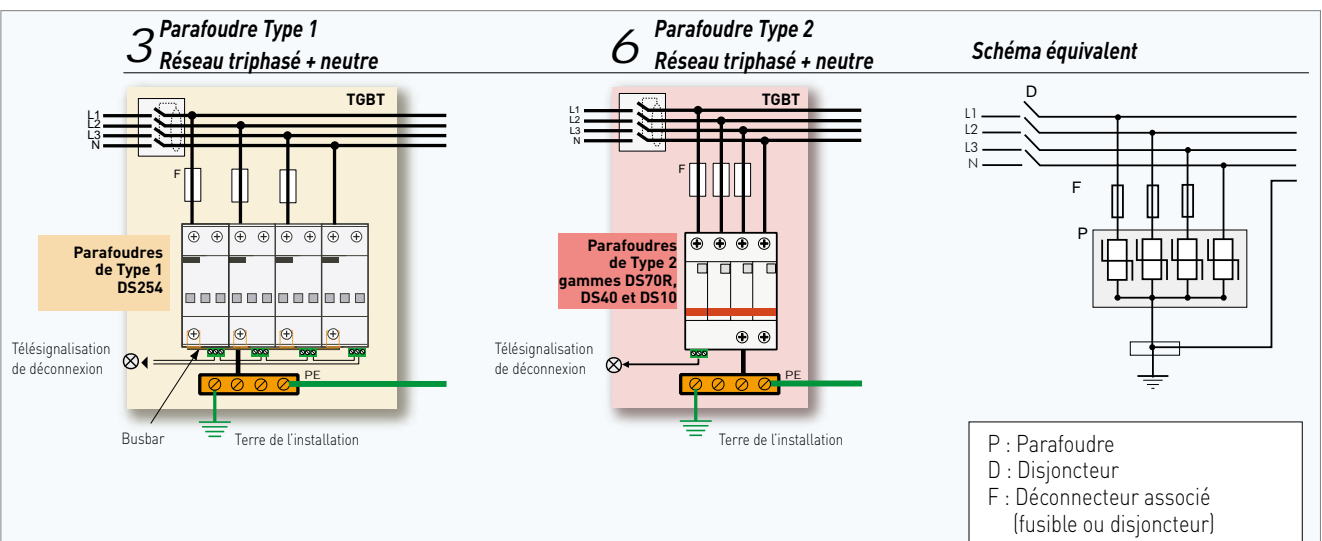 3 Parafoudre Type 1
Réseau triphasé + neutre
6 Parafoudre Type 2
Réseau triphasé + neutre
Schéma équivalent
TGBT
L1
L2
L3
N
F
Parafoudres
de Type 1
DS254
Télésignalisation
de déconnexion
PE
Busbar
Terre de l'installation
TGBT
L1
L2
L3
N
F
Parafoudres
de Type 2
gammes DS70R,
DS40 et DS10
Télésignalisation
de déconnexion
PE
Terre de l'installation
D
L1
L2
L3
N
F
P
P : Parafoudre
D : Disjoncteur
F : Déconnecteur associé
(fusible ou disjoncteur)